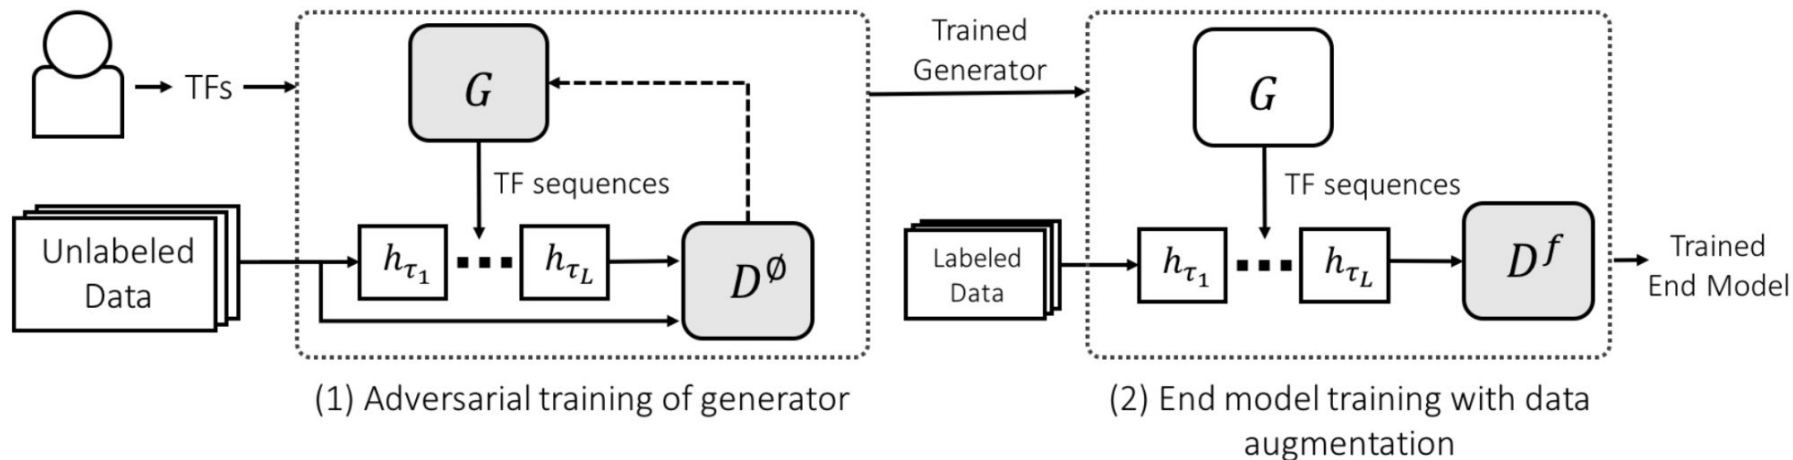 TFs
G
TF sequences
Unlabeled
Data
h_{τ_1} ... h_{τ_L}
D^∅
(1) Adversarial training of generator
Trained
Generator
G
TF sequences
Labeled
Data
h_{τ_1} ... h_{τ_L}
D^f
Trained
End Model
(2) End model training with data
augmentation